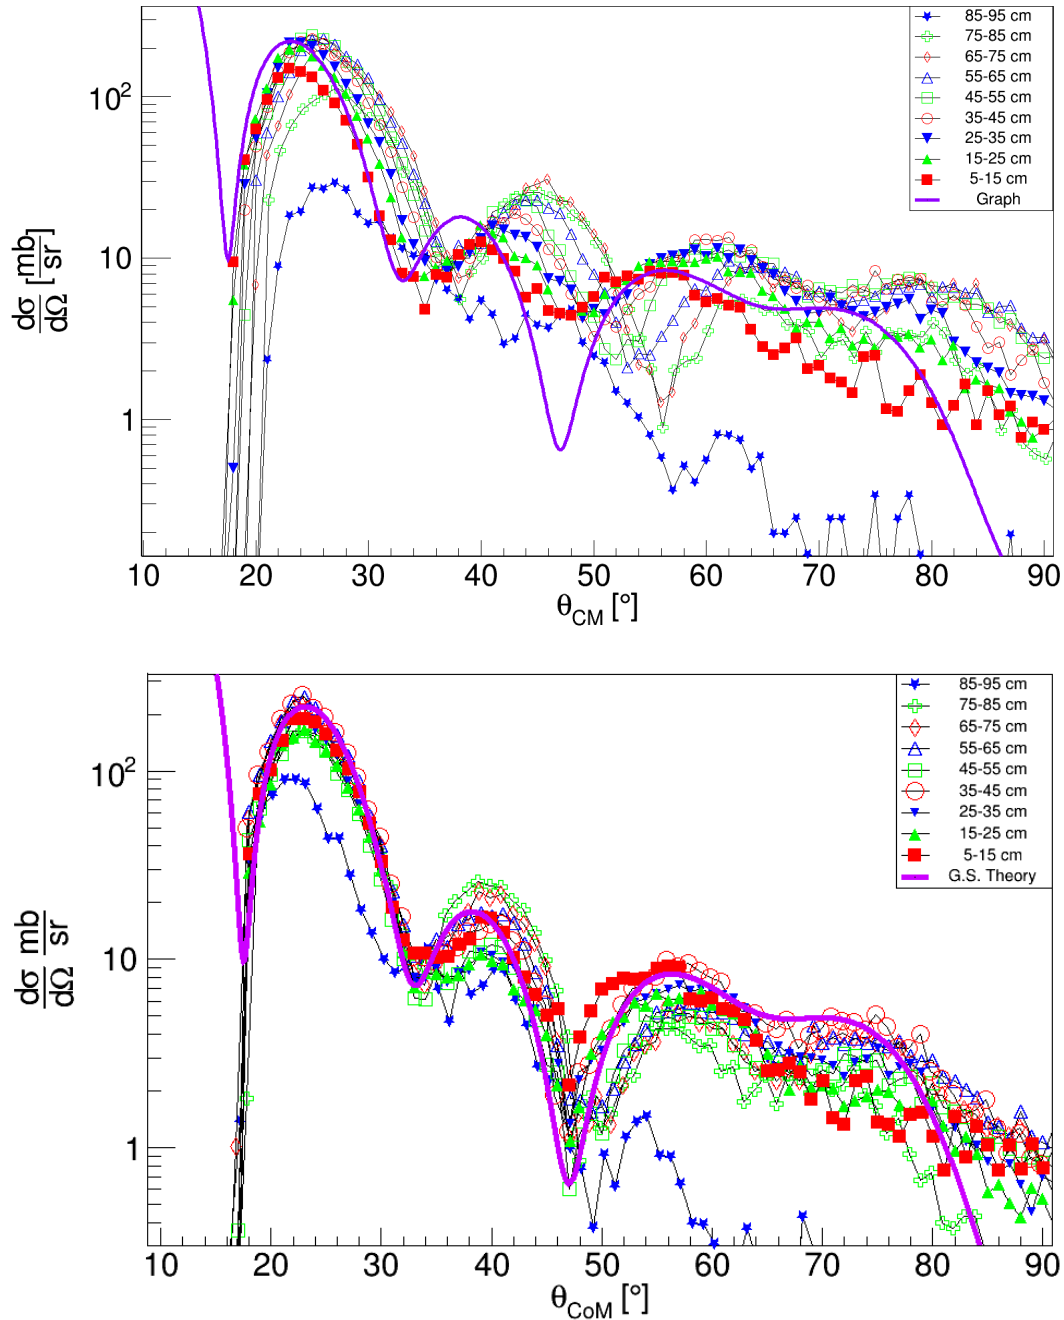 85-95 cm
75-85 cm
65-75 cm
55-65 cm
45-55 cm
35-45 cm
25-35 cm
15-25 cm
5-15 cm
Graph
10²
10
1
dσ/dΩ [mb/sr]
10 20 30 40 50 60 70 80 90
θCM [°]
85-95 cm
75-85 cm
65-75 cm
55-65 cm
45-55 cm
35-45 cm
25-35 cm
15-25 cm
5-15 cm
G.S. Theory
10²
10
1
dσ/dΩ mb/sr
10 20 30 40 50 60 70 80 90
θCoM [°]